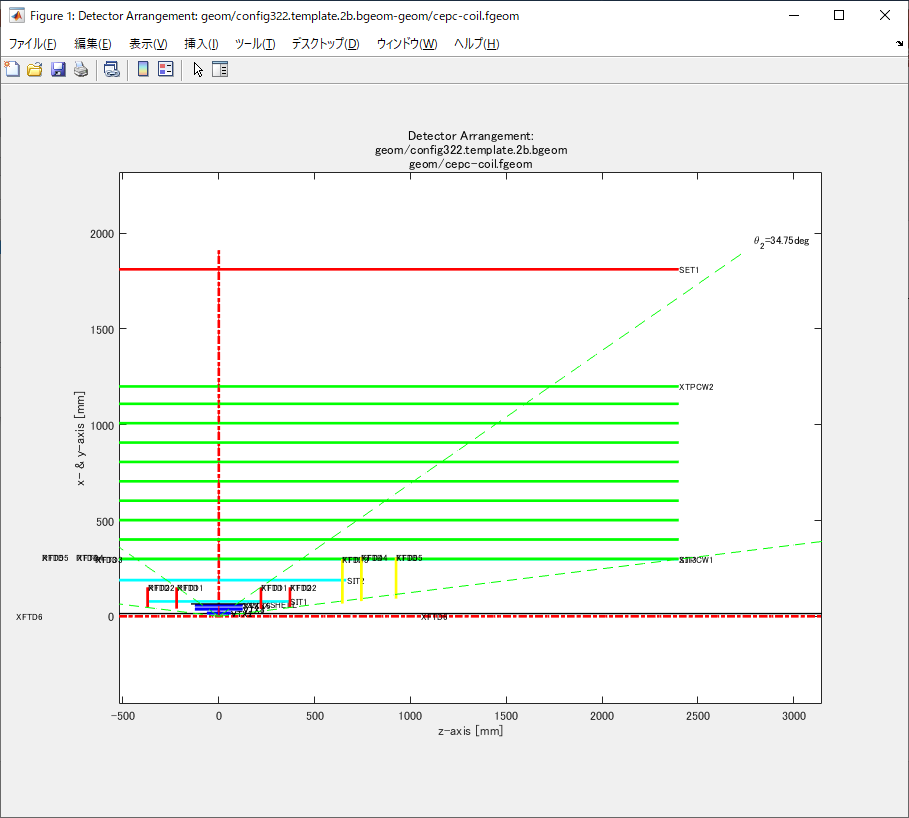 Figure 1: Detector Arrangement: geom/config322.template.2b.bgeom-geom/cepc-coil.fgeom
ファイル(F) 編集(E) 表示(V) 挿入(I) ツール(T) デスクトップ(D) ウィンドウ(W) ヘルプ(H)
Detector Arrangement:
geom/config322.template.2b.bgeom
geom/cepc-coil.fgeom
2000
θ2=34.75deg
SET1
1500
XTPCW2
x- & y-axis [mm]
1000
500
XTPCW1
SIT2
SIT1
0
XFTD6
XFTD6
-500 0 500 1000 1500 2000 2500 3000
z-axis [mm]